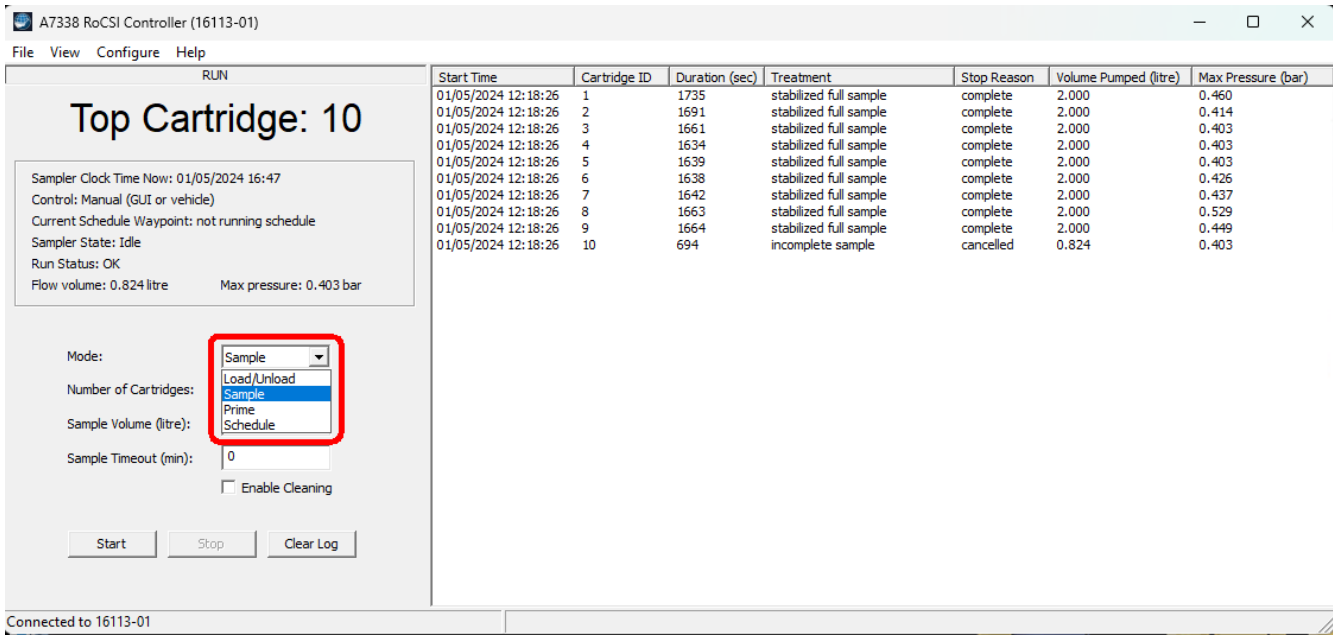 A7338 RoCSI Controller (16113-01)
File View Configure Help
RUN
Top Cartridge: 10
Sampler Clock Time Now: 01/05/2024 16:47
Control: Manual (GUI or vehicle)
Current Schedule Waypoint: not running schedule
Sampler State: Idle
Run Status: OK
Flow volume: 0.824 litre Max pressure: 0.403 bar
Mode: Sample
Load/Unload
Number of Cartridges: Sample
Prime
Sample Volume (litre): Schedule
Sample Timeout (min): 0
Enable Cleaning
Start Stop Clear Log
Start Time Cartridge ID Duration (sec) Treatment Stop Reason Volume Pumped (litre) Max Pressure (bar)
01/05/2024 12:18:26 1 1735 stabilized full sample complete 2.000 0.460
01/05/2024 12:18:26 2 1691 stabilized full sample complete 2.000 0.414
01/05/2024 12:18:26 3 1661 stabilized full sample complete 2.000 0.403
01/05/2024 12:18:26 4 1634 stabilized full sample complete 2.000 0.403
01/05/2024 12:18:26 5 1639 stabilized full sample complete 2.000 0.403
01/05/2024 12:18:26 6 1638 stabilized full sample complete 2.000 0.426
01/05/2024 12:18:26 7 1642 stabilized full sample complete 2.000 0.437
01/05/2024 12:18:26 8 1663 stabilized full sample complete 2.000 0.529
01/05/2024 12:18:26 9 1664 stabilized full sample complete 2.000 0.449
01/05/2024 12:18:26 10 694 incomplete sample cancelled 0.824 0.403
Connected to 16113-01